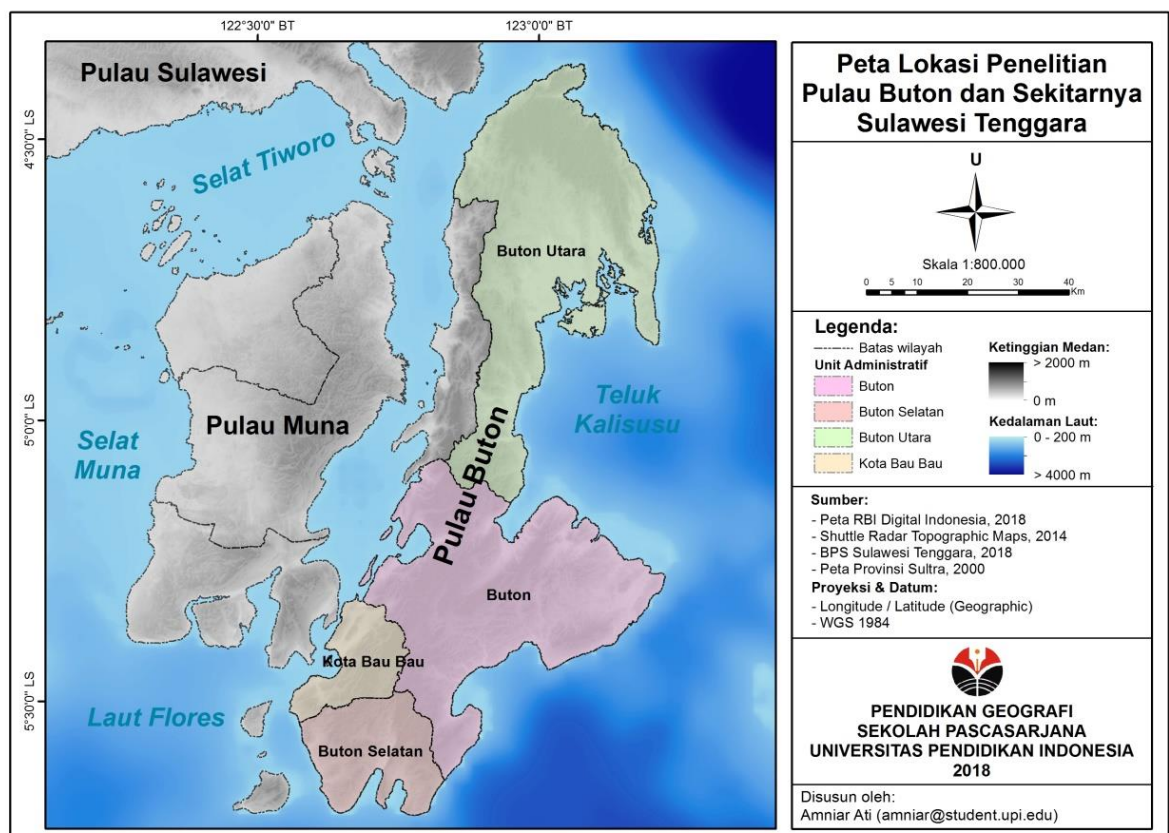 122°30'0" BT
123°0'0" BT
4°30'0" LS
5°0'0" LS
5°30'0" LS
Pulau Sulawesi
Selat Tiworo
Buton Utara
Pulau Muna
Selat
Muna
Teluk
Kalisusu
Pulau Buton
Buton
Kota Bau Bau
Laut Flores
Buton Selatan
Peta Lokasi Penelitian
Pulau Buton dan Sekitarnya
Sulawesi Tenggara
U
Skala 1:800.000
0 5 10 20 30 40
Km
Legenda:
Batas wilayah
Unit Administratif
Buton
Buton Selatan
Buton Utara
Kota Bau Bau
Ketinggian Medan:
> 2000 m
0 m
Kedalaman Laut:
0 - 200 m
> 4000 m
Sumber:
- Peta RBI Digital Indonesia, 2018
- Shuttle Radar Topographic Maps, 2014
- BPS Sulawesi Tenggara, 2018
- Peta Provinsi Sultra, 2000
Proyeksi & Datum:
- Longitude / Latitude (Geographic)
- WGS 1984
PENDIDIKAN GEOGRAFI
SEKOLAH PASCASARJANA
UNIVERSITAS PENDIDIKAN INDONESIA
2018
Disusun oleh:
Amniar Ati (amniar@student.upi.edu)